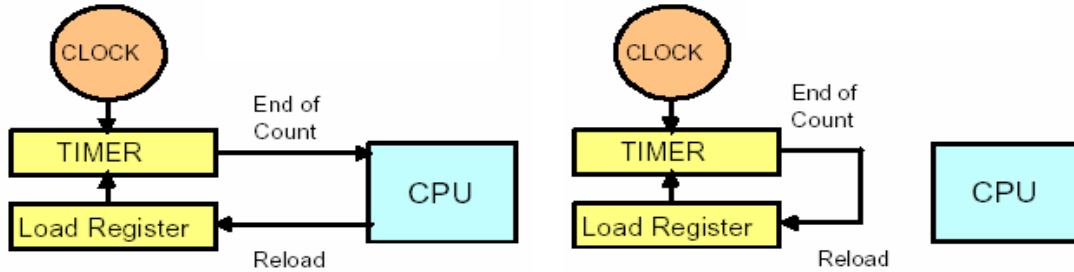 CLOCK
End of
Count
TIMER
CPU
Load Register
Reload
CLOCK
End of
Count
TIMER
CPU
Load Register
Reload